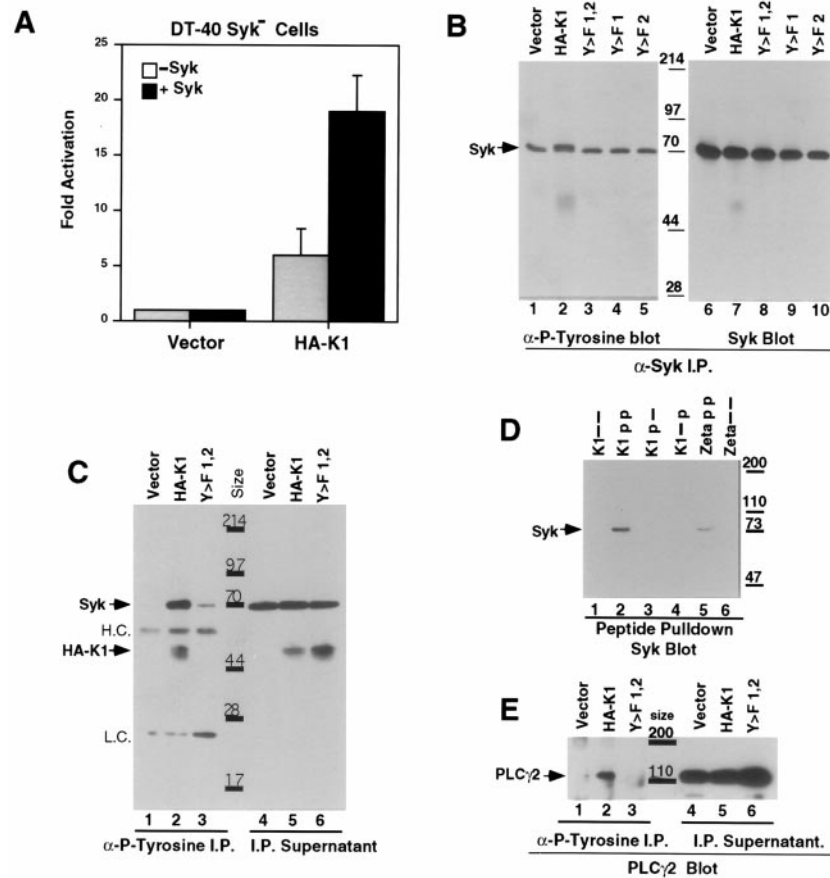 A
DT-40 Syk⁻ Cells
Fold Activation
25
20
15
10
5
0
−Syk
+ Syk
Vector HA-K1
B
Vector HA-K1 Y>F 1,2 Y>F 1 Y>F 2 Vector HA-K1 Y>F 1,2 Y>F 1 Y>F 2
214
97
Syk 70
44
28
1 2 3 4 5 6 7 8 9 10
α-P-Tyrosine blot Syk Blot
α-Syk I.P.
C
Vector HA-K1 Y>F 1,2 Size Vector HA-K1 Y>F 1,2
214
97
Syk 70
H.C.
HA-K1 44
28
L.C.
17
1 2 3 4 5 6
α-P-Tyrosine I.P. I.P. Supernatant
D
K1−− K1 p p K1 p− K1−p Zeta p p Zeta−−
200
110
Syk 73
47
1 2 3 4 5 6
Peptide Pulldown
Syk Blot
E
Vector HA-K1 Y>F 1,2 size Vector HA-K1 Y>F 1,2
200
PLCγ2 110
1 2 3 4 5 6
α-P-Tyrosine I.P. I.P. Supernatant.
PLCγ2 Blot